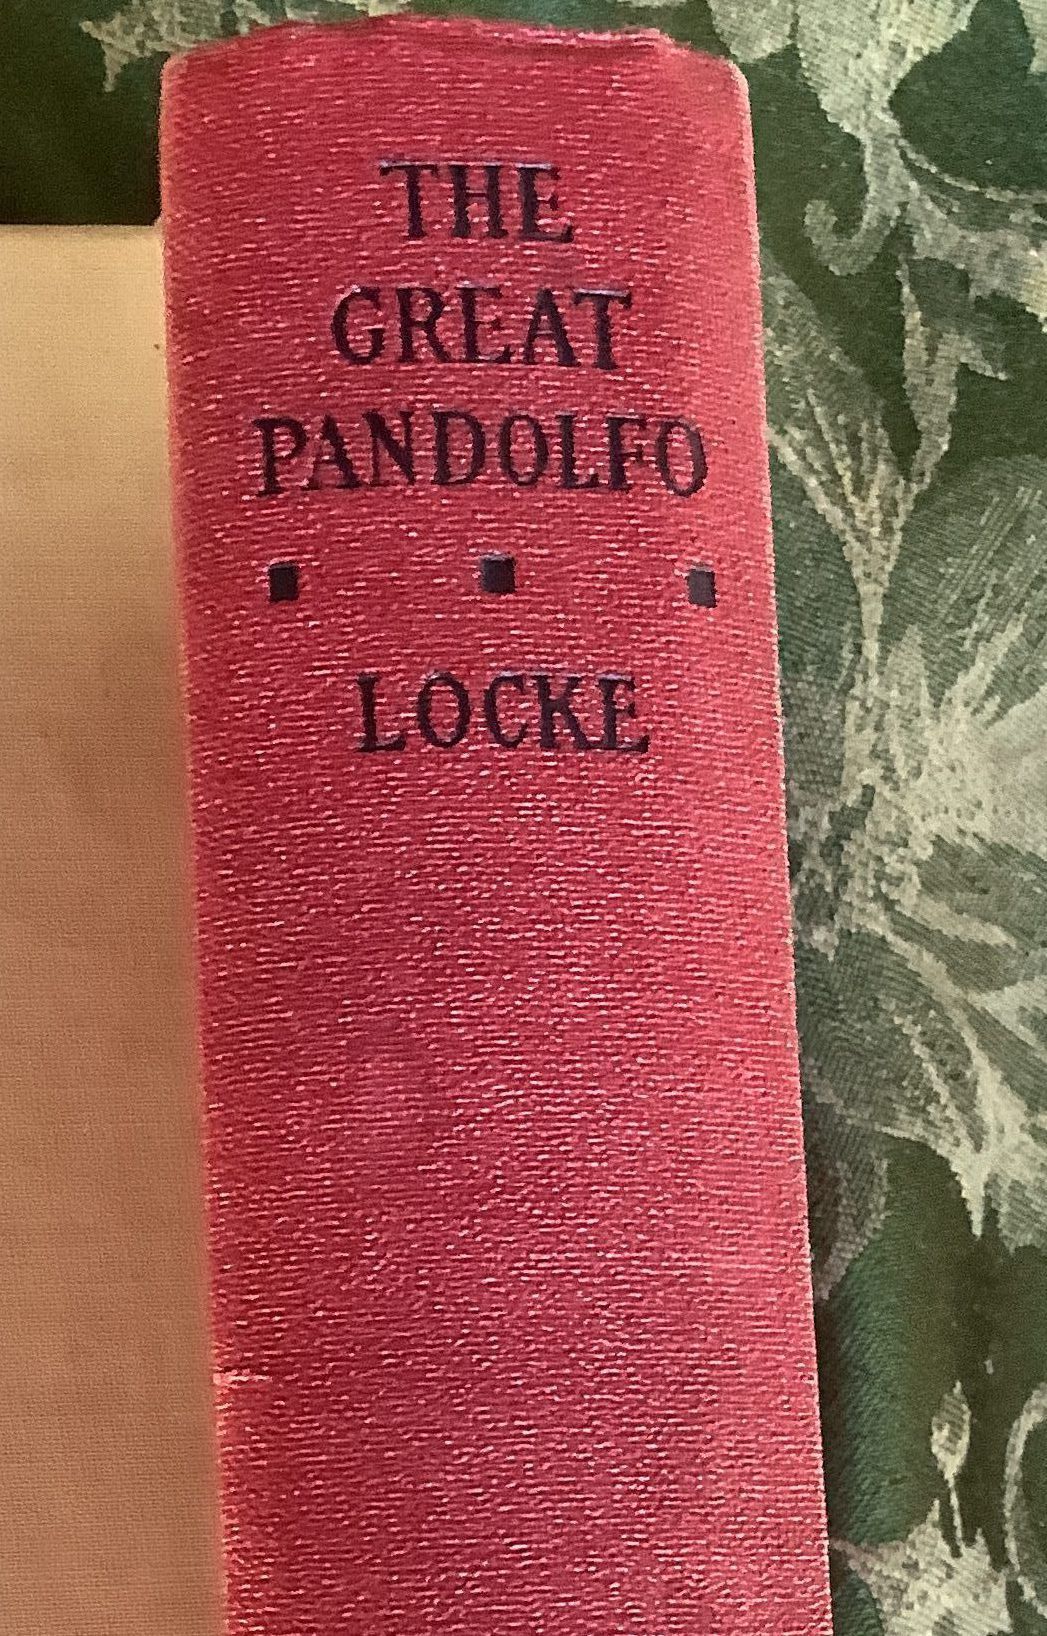 THE
GREAT
PANDOLFO
▪ ▪ ▪
LOCKE